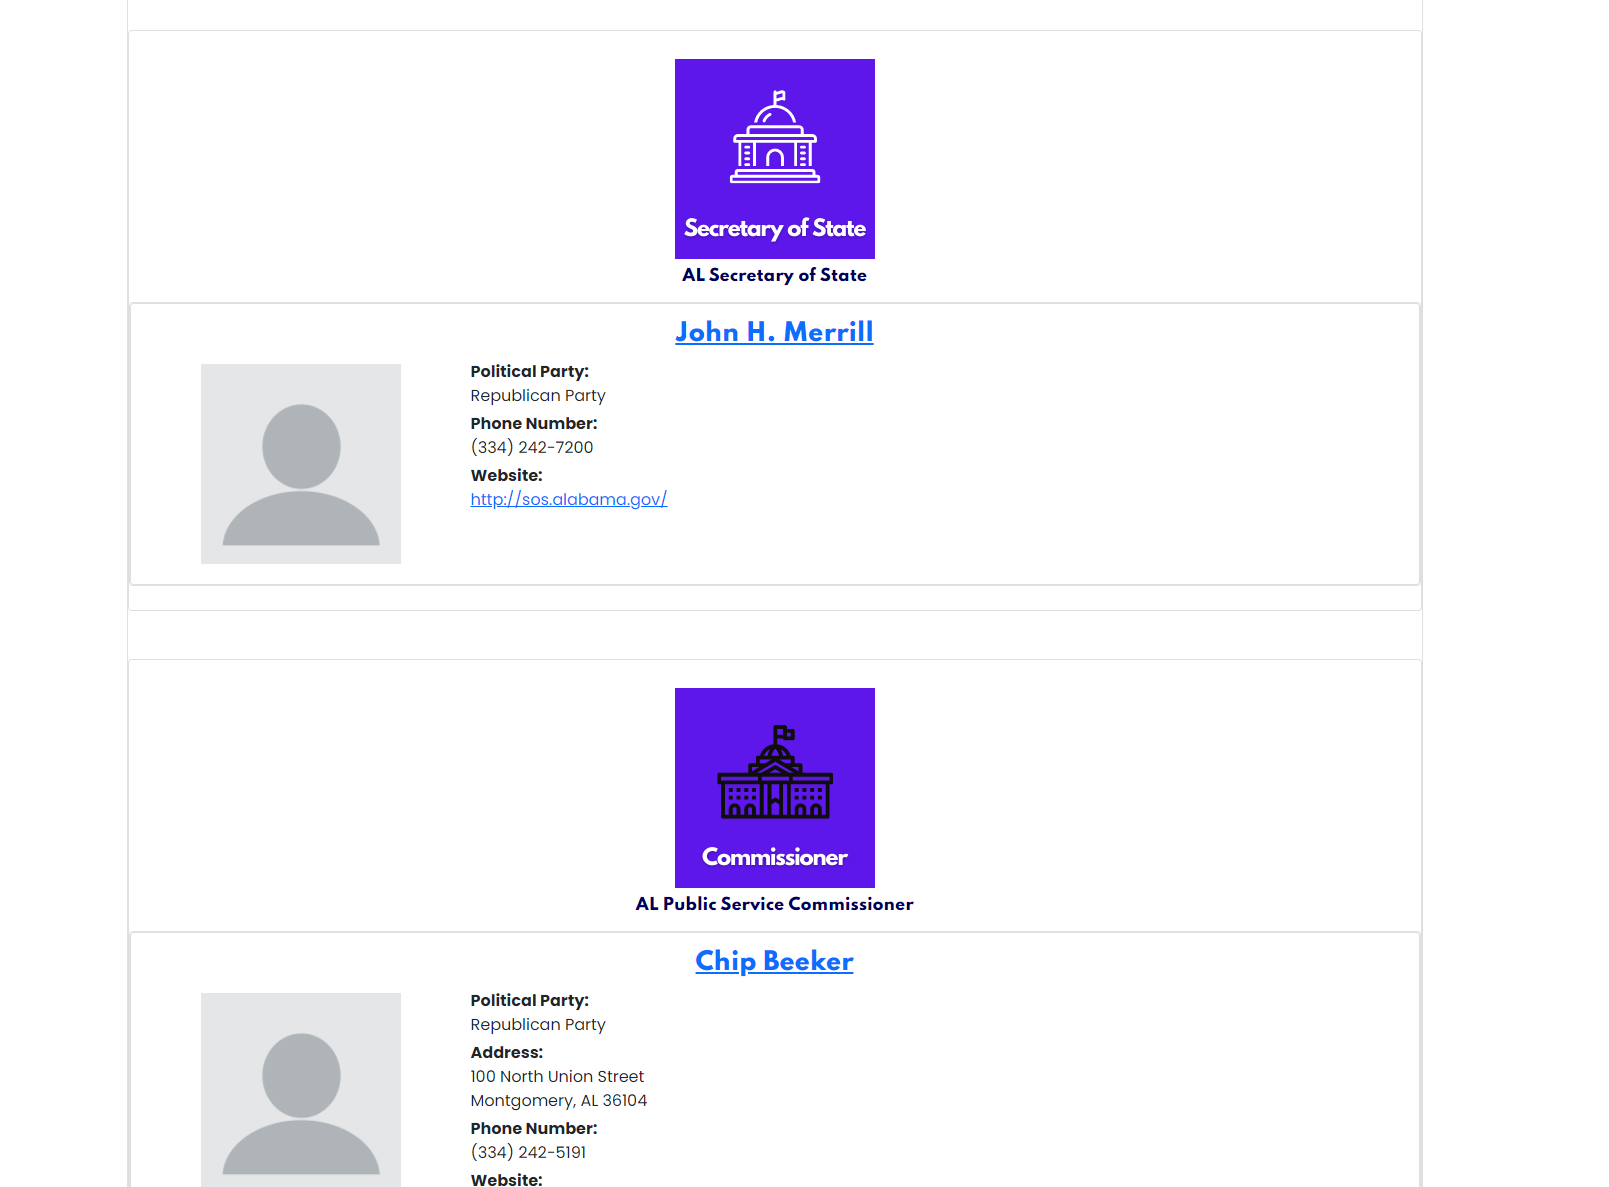 Secretary of State
AL Secretary of State
John H. Merrill
Political Party:
Republican Party
Phone Number:
(334) 242-7200
Website:
http://sos.alabama.gov/
Commissioner
AL Public Service Commissioner
Chip Beeker
Political Party:
Republican Party
Address:
100 North Union Street
Montgomery, AL 36104
Phone Number:
(334) 242-5191
Website: